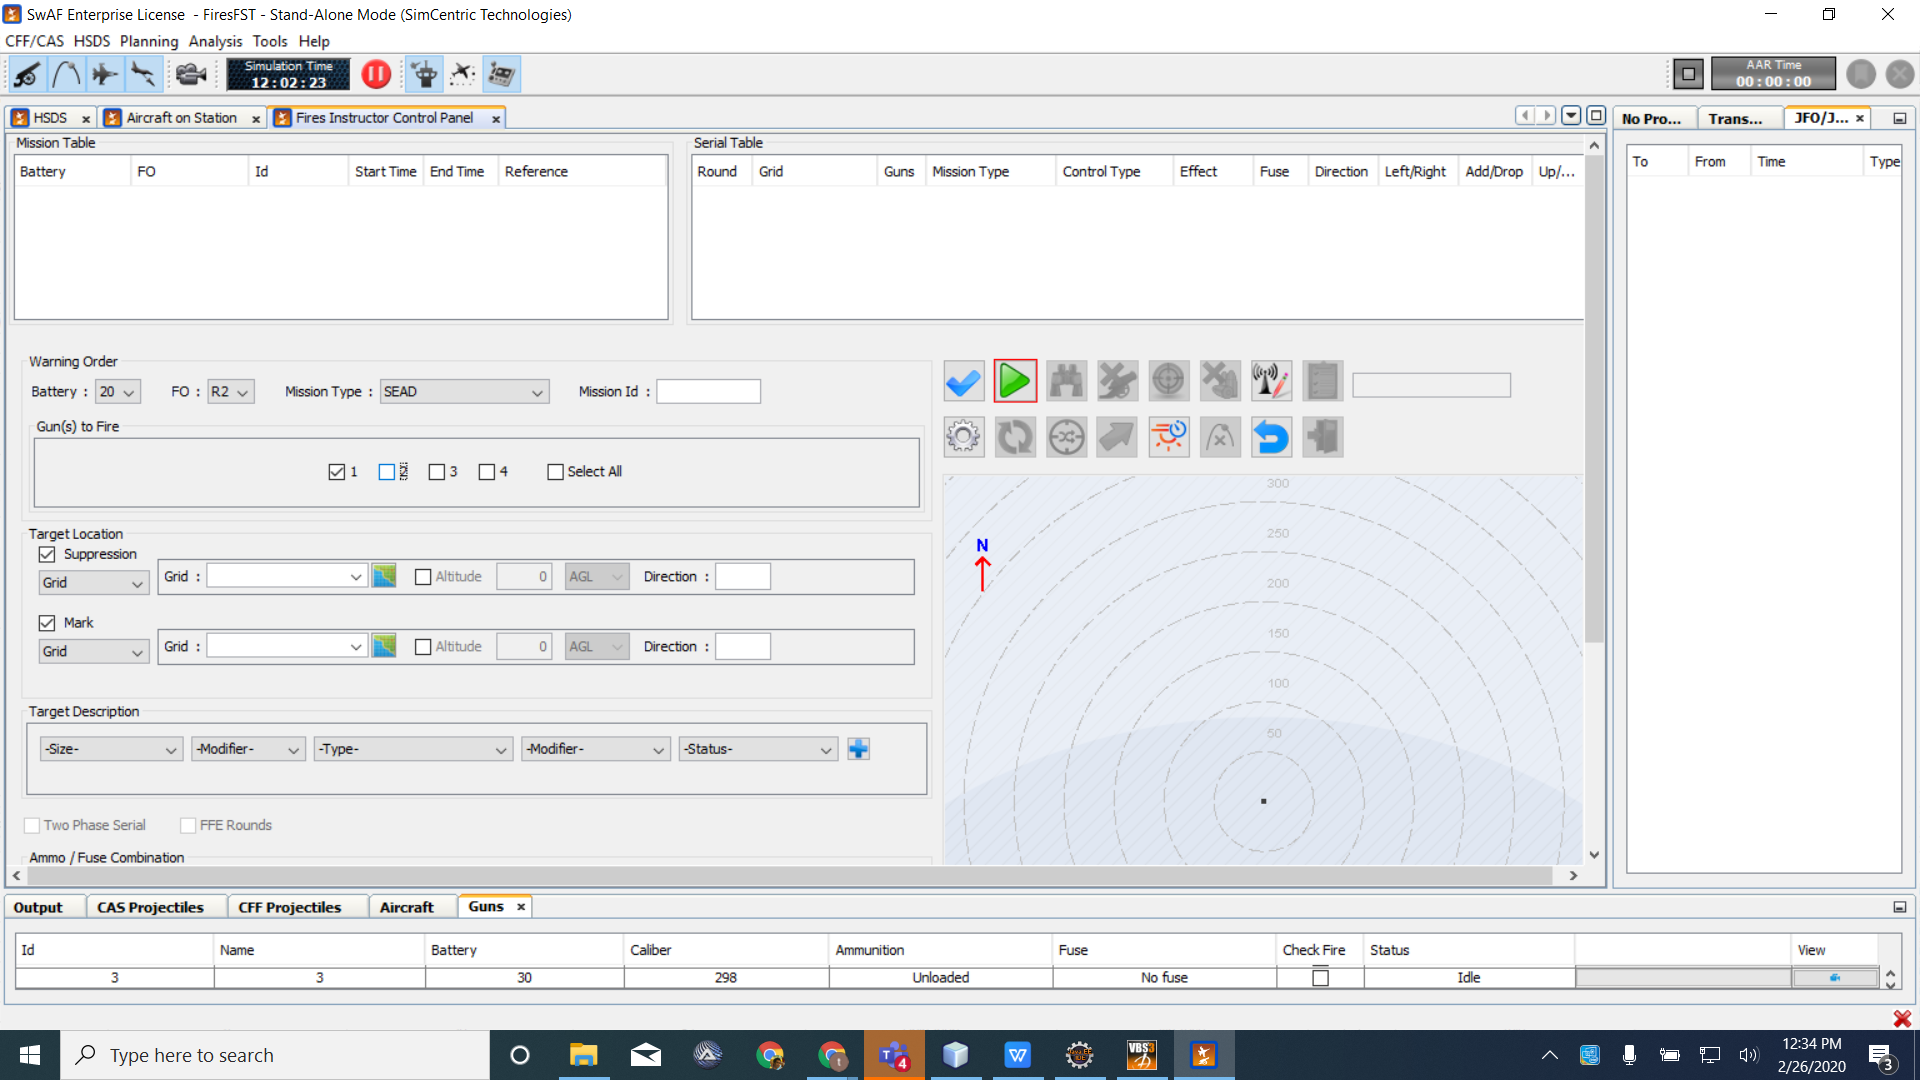 SwAF Enterprise License - FiresFST - Stand-Alone Mode (SimCentric Technologies)
CFF/CAS HSDS Planning Analysis Tools Help
Simulation Time
12:02:23
AAR Time
00:00:00
HSDS
Aircraft on Station
Fires Instructor Control Panel
No Pro...
Trans...
JFO/J...
Mission Table
Battery FO Id Start Time End Time Reference
Serial Table
Round Grid Guns Mission Type Control Type Effect Fuse Direction Left/Right Add/Drop Up/...
To From Time Type
Warning Order
Battery : 20 FO : R2 Mission Type : SEAD Mission Id :
Gun(s) to Fire
1 2 3 4 Select All
Target Location
Suppression
Grid Grid : Altitude 0 AGL Direction :
Mark
Grid Grid : Altitude 0 AGL Direction :
Target Description
-Size- -Modifier- -Type- -Modifier- -Status-
Two Phase Serial FFE Rounds
Ammo / Fuse Combination
N
300
250
200
150
100
50
Output CAS Projectiles CFF Projectiles Aircraft Guns
Id Name Battery Caliber Ammunition Fuse Check Fire Status View
3 3 30 298 Unloaded No fuse Idle
Type here to search
4
VBS3
12:34 PM
2/26/2020
3